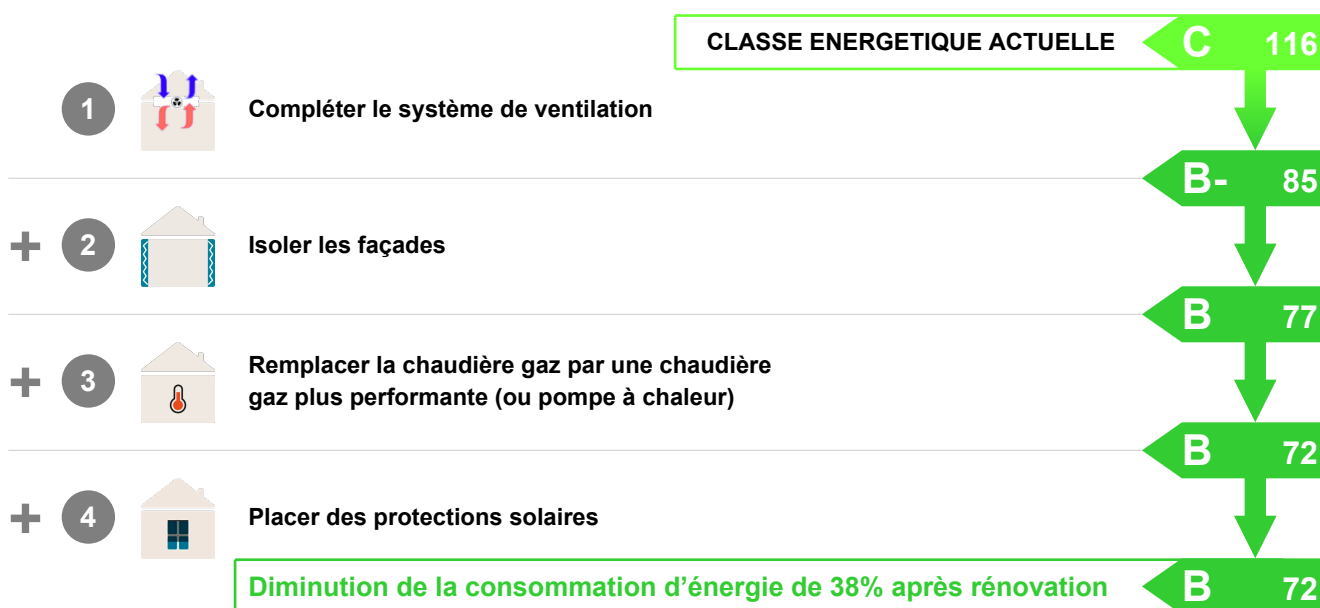 CLASSE ENERGETIQUE ACTUELLE C 116
1 Compléter le système de ventilation
B- 85
+ 2 Isoler les façades
B 77
+ 3 Remplacer la chaudière gaz par une chaudière
gaz plus performante (ou pompe à chaleur)
B 72
+ 4 Placer des protections solaires
Diminution de la consommation d’énergie de 38% après rénovation B 72